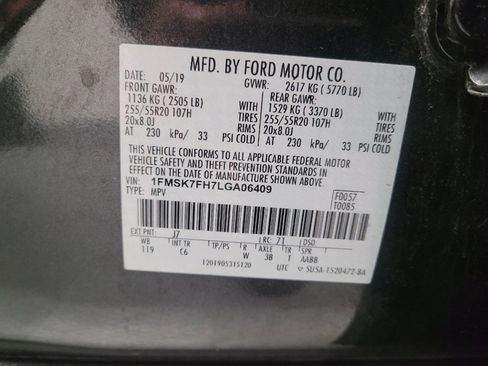 MFD. BY FORD MOTOR CO.
DATE: 05/19 GVWR: 2617 KG ( 5770 LB)
FRONT GAWR: REAR GAWR:
1136 KG ( 2505 LB) WITH 1529 KG ( 3370 LB) WITH
255/55R20 107H TIRES 255/55R20 107H TIRES
20x8.0J RIMS 20x8.0J RIMS
AT 230 kPa/ 33 PSI COLD AT 230 kPa/ 33 PSI COLD
THIS VEHICLE CONFORMS TO ALL APPLICABLE FEDERAL MOTOR
VEHICLE SAFETY AND THEFT PREVENTION STANDARDS IN
EFFECT ON THE DATE OF MANUFACTURE SHOWN ABOVE.
VIN: 1FMSK7FH7LGA06409 F0057
TYPE: MPV T0085
EXT PNT: J7 RC: 71 DSO:
WB INT TR TP/PS R AXLE TR SPR
119 C6 W 3B T AABB
1201905315120 UTC SU5A-1520472-BA